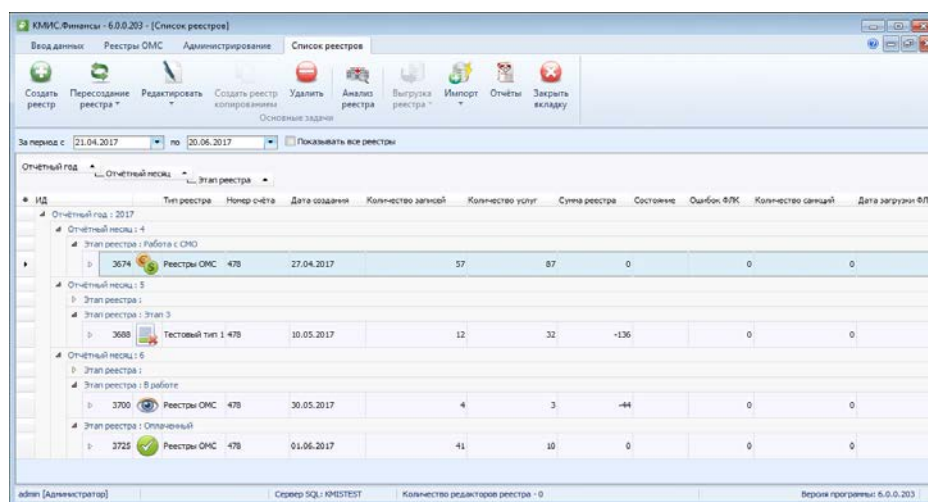 КМИС.Финансы - 6.0.0.203 - [Список реестров]
Ввод данных Реестры ОМС Администрирование Список реестров
Создать реестр Пересоздание реестра Редактировать Создать реестр копированием Удалить Анализ реестра Выгрузка реестра Импорт Отчёты Закрыть вкладку
Основные задачи
За период с 21.04.2017 по 20.06.2017 Показывать все реестры
Отчётный год
Отчётный месяц
Этап реестра
ИД Тип реестра Номер счёта Дата создания Количество записей Количество услуг Сумма реестра Состояние Ошибок ФЛК Количество санкций Дата загрузки ФЛ
Отчётный год : 2017
Отчётный месяц : 4
Этап реестра : Работа с СМО
3674 Реестры ОМС 478 27.04.2017 57 87 0 0 0
Отчётный месяц : 5
Этап реестра :
Этап реестра : Этап 3
3688 Тестовый тип 1 478 10.05.2017 12 32 -136 0 0
Отчётный месяц : 6
Этап реестра :
Этап реестра : В работе
3700 Реестры ОМС 478 30.05.2017 4 3 -44 0 0
Этап реестра : Оплаченный
3725 Реестры ОМС 478 01.06.2017 41 10 0 0 0
admin [Администратор] Сервер SQL: KMISTEST Количество редакторов реестра - 0 Версия программы: 6.0.0.203